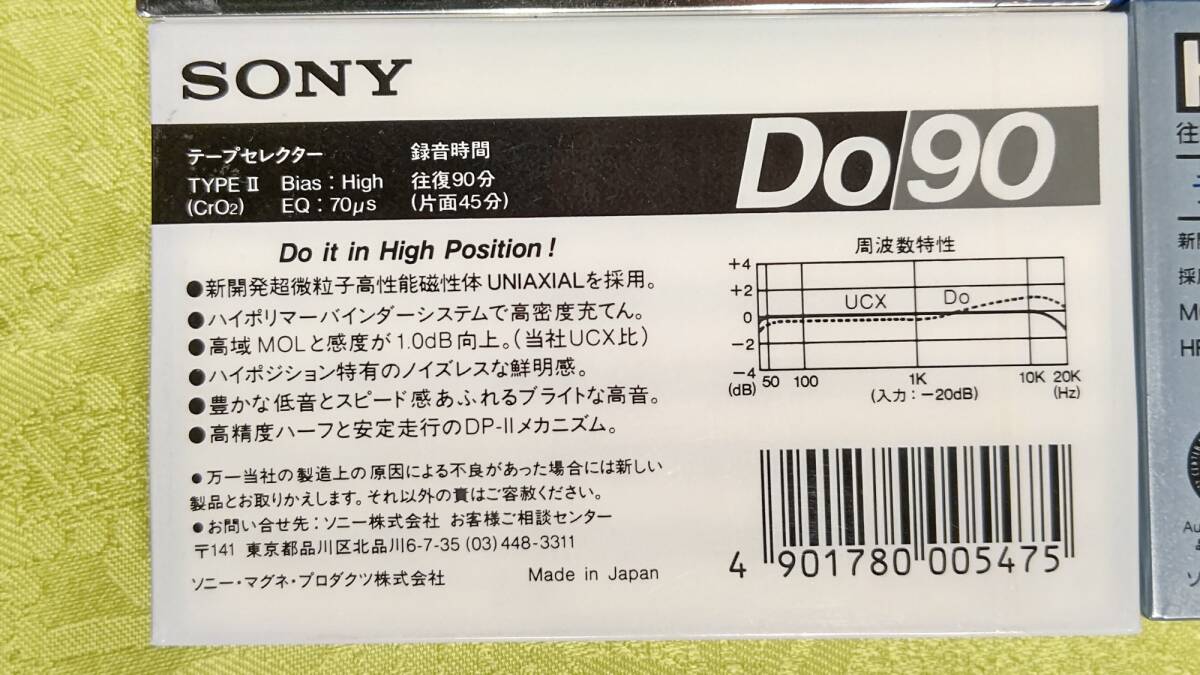 SONY
テープセレクター 録音時間
TYPE II Bias : High 往復90分
(CrO2) EQ : 70μs (片面45分)
Do/90
Do it in High Position !
●新開発超微粒子高性能磁性体 UNIAXIALを採用。
●ハイポリマーバインダーシステムで高密度充てん。
●高域MOLと感度が1.0dB向上。(当社UCX比)
●ハイポジション特有のノイズレスな鮮明感。
●豊かな低音とスピード感あふれるブライトな高音。
●高精度ハーフと安定走行のDP-IIメカニズム。
周波数特性
+4
+2
0
-2
-4
(dB)
UCX Do
50 100 1K 10K 20K
(入力：-20dB) (Hz)
●万一当社の製造上の原因による不良があった場合には新しい
製品とお取りかえします。それ以外の責はご容赦ください。
●お問い合せ先：ソニー株式会社 お客様ご相談センター
〒141 東京都品川区北品川6-7-35 (03) 448-3311
ソニー・マグネ・プロダクツ株式会社 Made in Japan
4 901780 005475